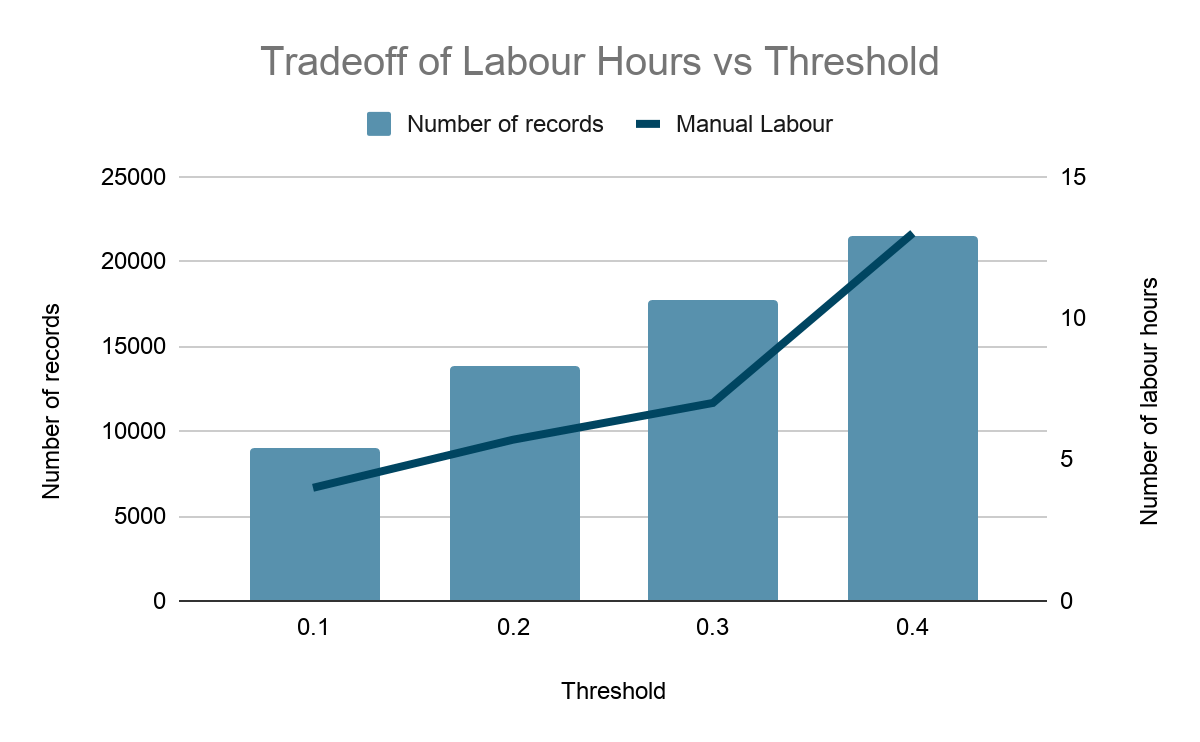 Tradeoff of Labour Hours vs Threshold
Number of records
Manual Labour
25000
20000
15000
10000
5000
0
Number of records
15
10
5
0
Number of labour hours
0.1 0.2 0.3 0.4
Threshold